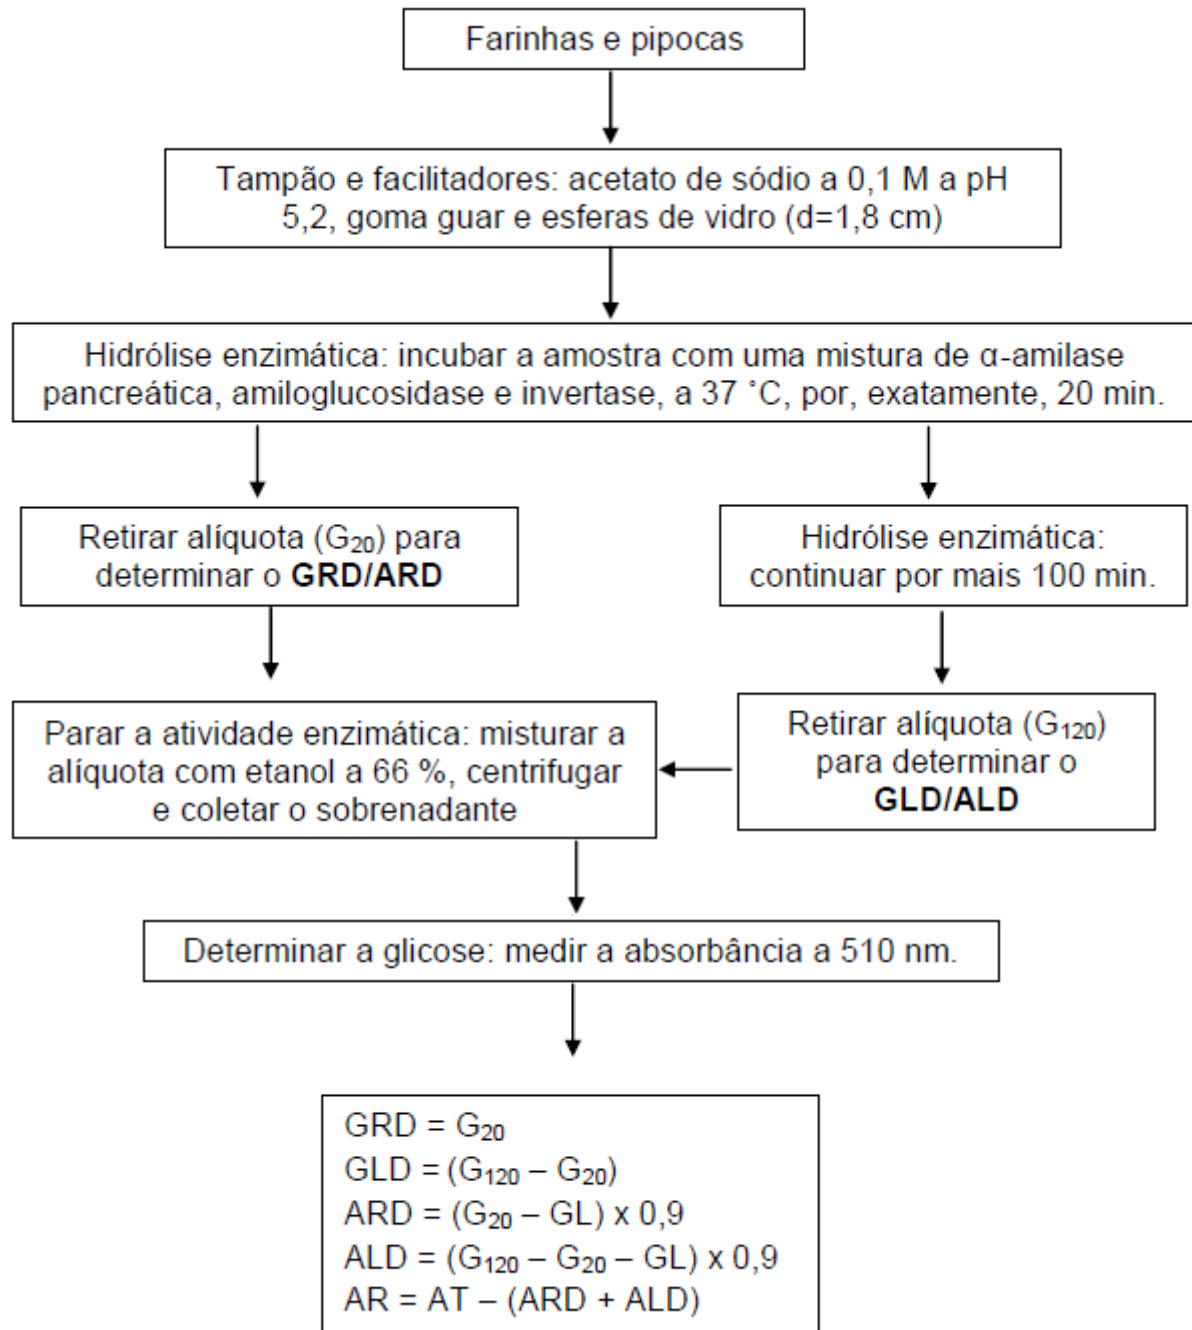 Farinhas e pipocas
Tampão e facilitadores: acetato de sódio a 0,1 M a pH
5,2, goma guar e esferas de vidro (d=1,8 cm)
Hidrólise enzimática: incubar a amostra com uma mistura de α-amilase
pancreática, amiloglucosidase e invertase, a 37 ˚C, por, exatamente, 20 min.
Retirar alíquota (G₂₀) para
determinar o GRD/ARD
Hidrólise enzimática:
continuar por mais 100 min.
Parar a atividade enzimática: misturar a
alíquota com etanol a 66 %, centrifugar
e coletar o sobrenadante
Retirar alíquota (G₁₂₀)
para determinar o
GLD/ALD
Determinar a glicose: medir a absorbância a 510 nm.
GRD = G₂₀
GLD = (G₁₂₀ – G₂₀)
ARD = (G₂₀ – GL) x 0,9
ALD = (G₁₂₀ – G₂₀ – GL) x 0,9
AR = AT – (ARD + ALD)